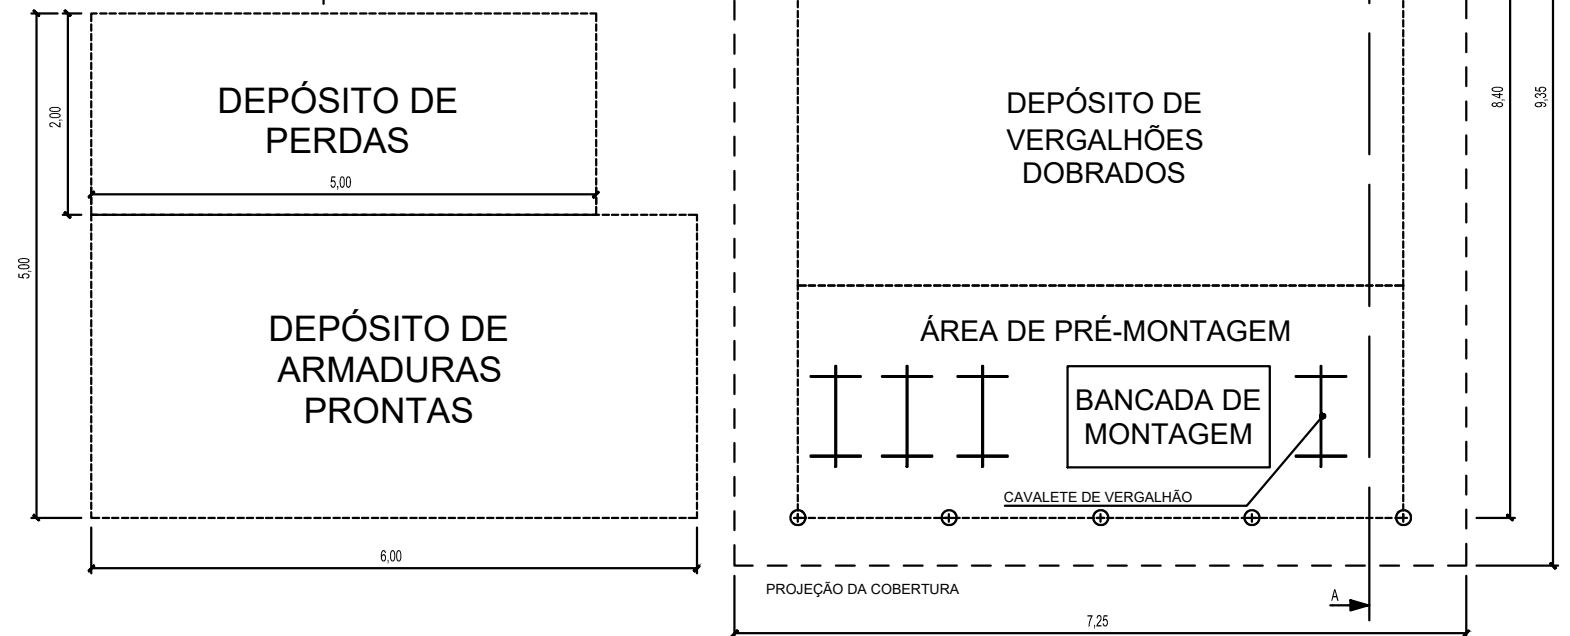 DEPÓSITO DE
PERDAS
2,00
5,00
5,00
DEPÓSITO DE
ARMADURAS
PRONTAS
6,00
DEPÓSITO DE
VERGALHÕES
DOBRADOS
8,40
9,35
ÁREA DE PRÉ-MONTAGEM
BANCADA DE
MONTAGEM
CAVALETE DE VERGALHÃO
PROJEÇÃO DA COBERTURA
A
7,25